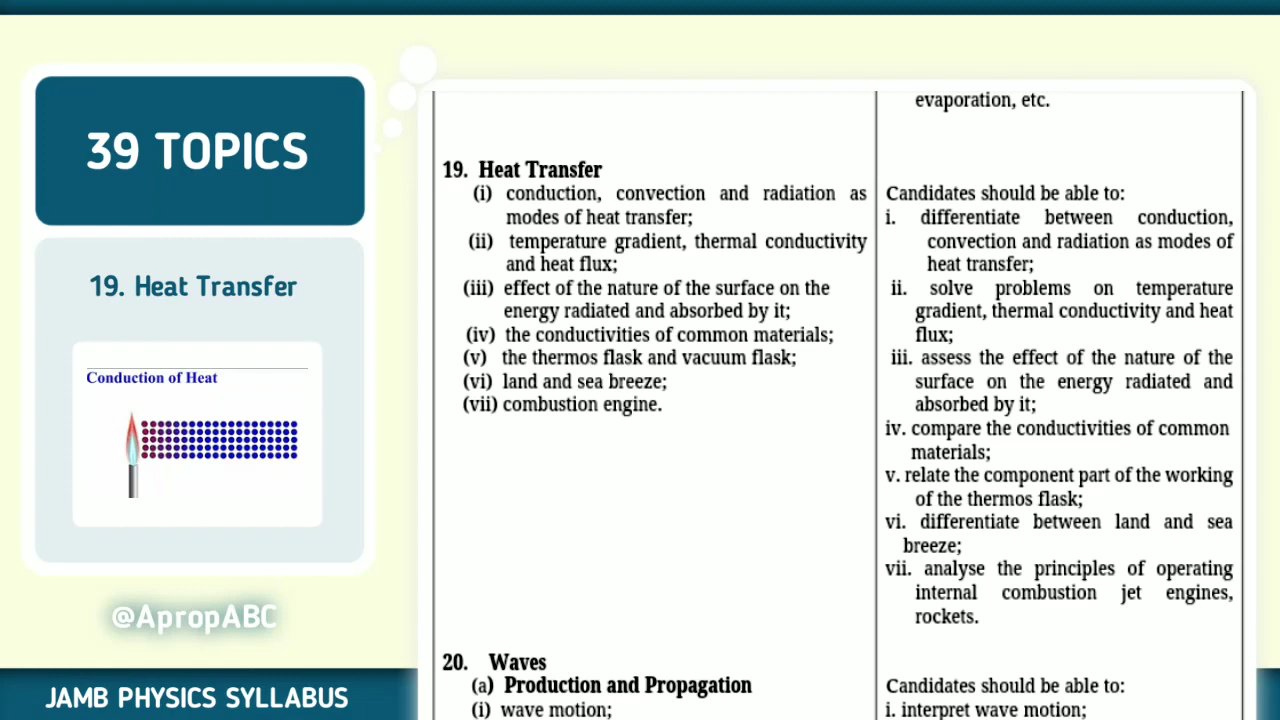 39 TOPICS
19. Heat Transfer
Conduction of Heat
@ApropABC
JAMB PHYSICS SYLLABUS
19. Heat Transfer
(i) conduction, convection and radiation as
modes of heat transfer;
(ii) temperature gradient, thermal conductivity
and heat flux;
(iii) effect of the nature of the surface on the
energy radiated and absorbed by it;
(iv) the conductivities of common materials;
(v) the thermos flask and vacuum flask;
(vi) land and sea breeze;
(vii) combustion engine.
20. Waves
(a) Production and Propagation
(i) wave motion;
evaporation, etc.
Candidates should be able to:
i. differentiate between conduction,
convection and radiation as modes of
heat transfer;
ii. solve problems on temperature
gradient, thermal conductivity and heat
flux;
iii. assess the effect of the nature of the
surface on the energy radiated and
absorbed by it;
iv. compare the conductivities of common
materials;
v. relate the component part of the working
of the thermos flask;
vi. differentiate between land and sea
breeze;
vii. analyse the principles of operating
internal combustion jet engines,
rockets.
Candidates should be able to:
i. interpret wave motion;